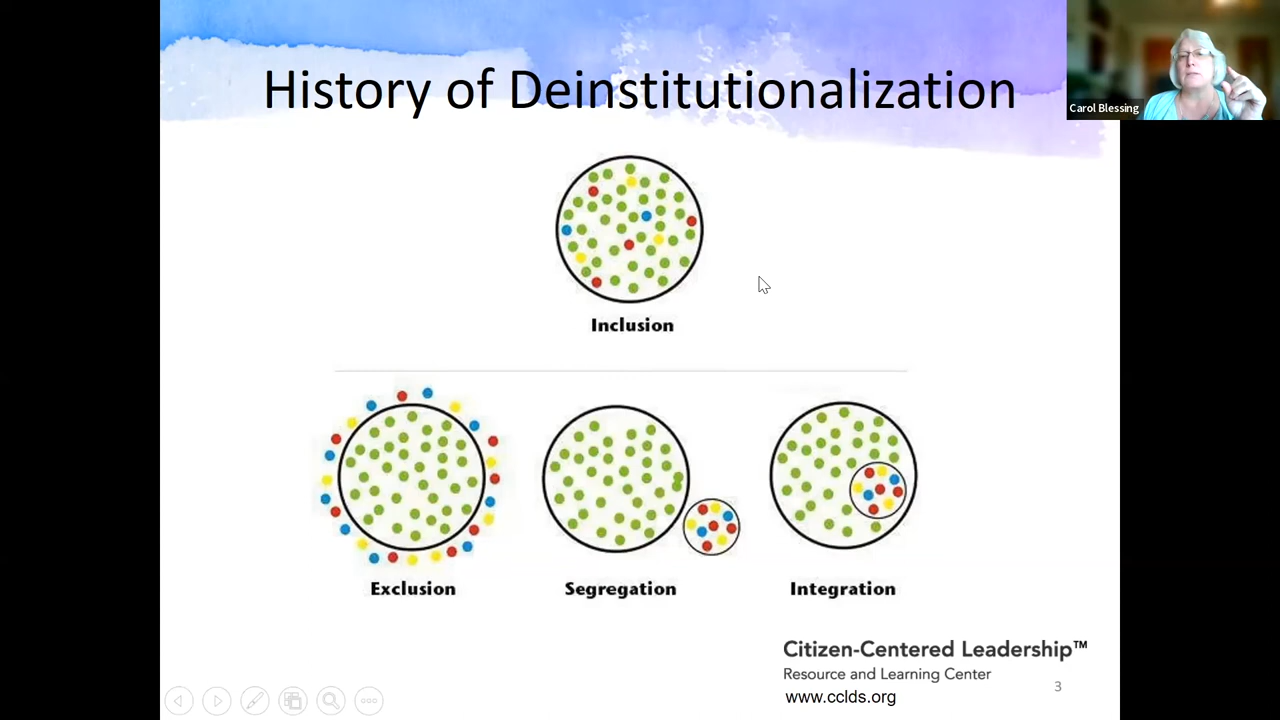 History of Deinstitutionalization
Carol Blessing
Inclusion
Exclusion
Segregation
Integration
Citizen-Centered Leadership™
Resource and Learning Center
www.cclds.org
3